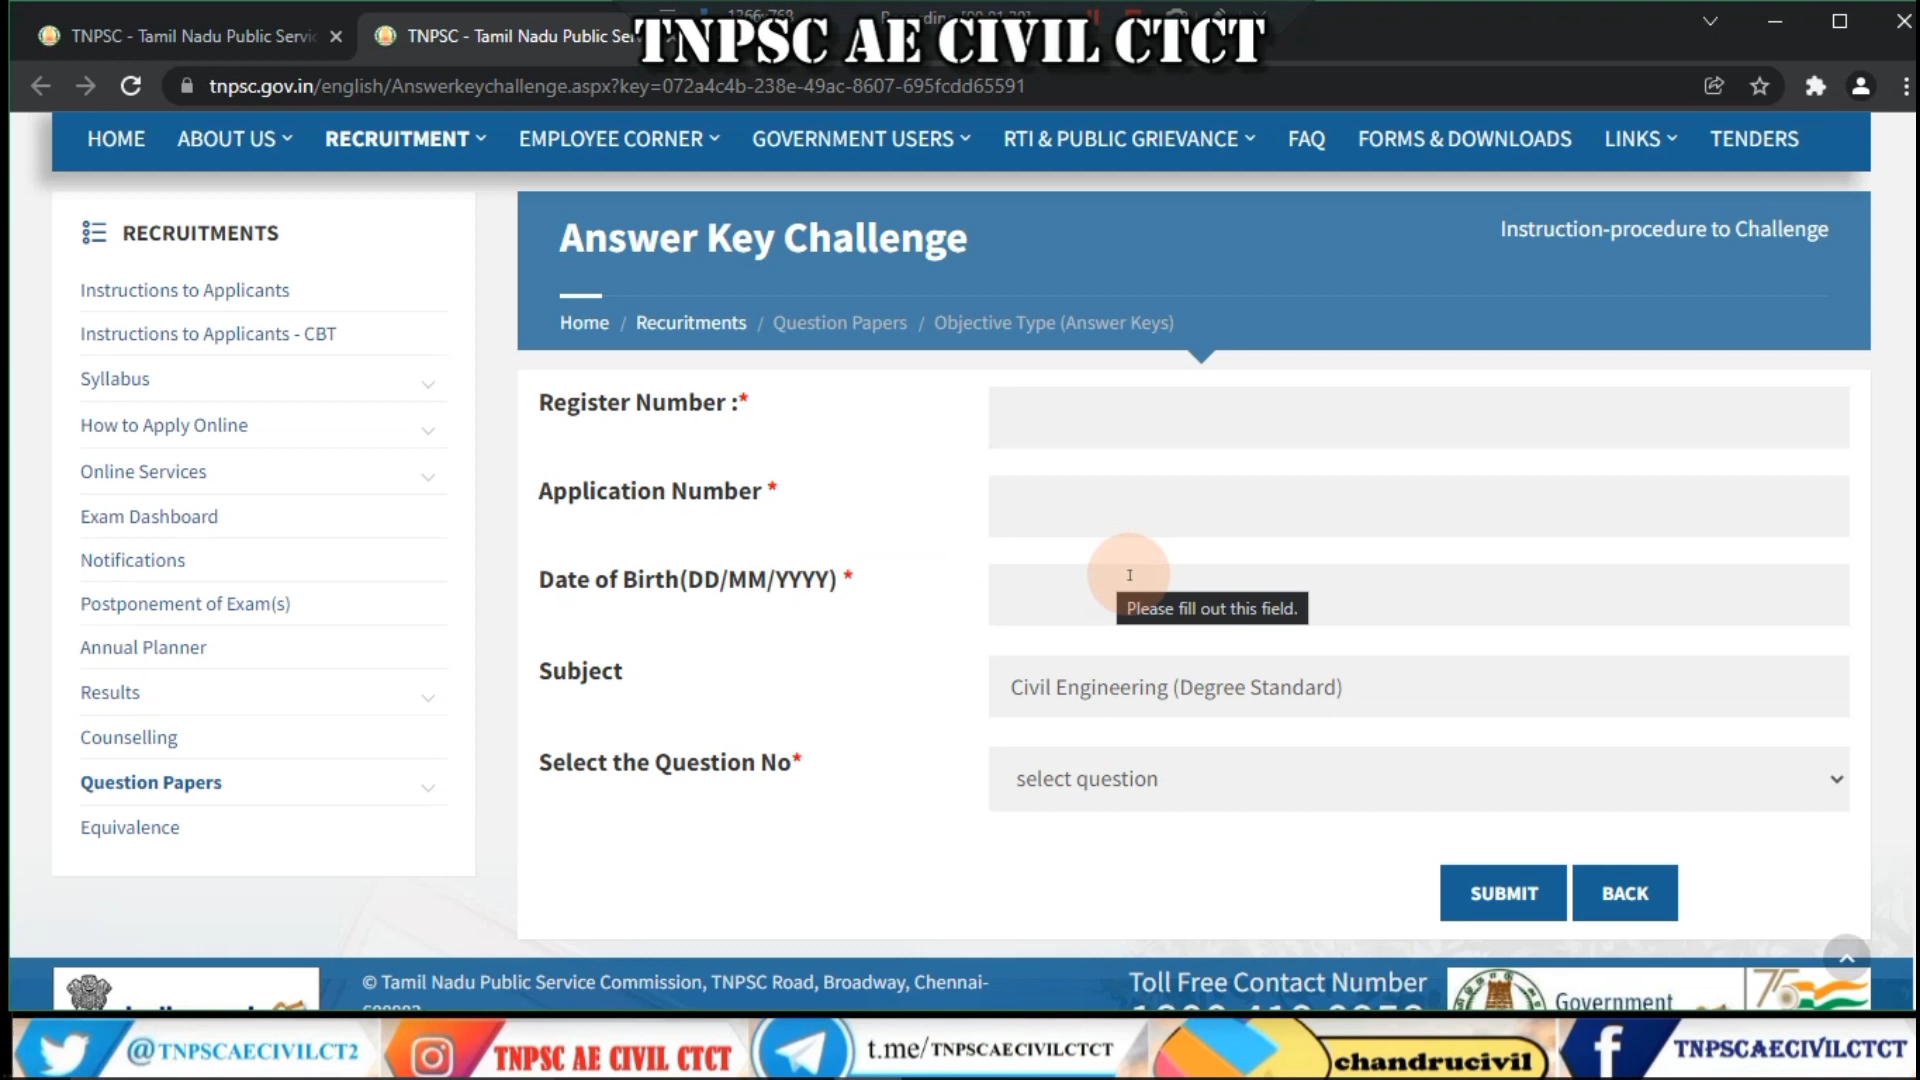 TNPSC - Tamil Nadu Public Servic
TNPSC - Tamil Nadu Public Ser
TNPSC AE CIVIL CTCT
tnpsc.gov.in/english/Answerkeychallenge.aspx?key=072a4c4b-238e-49ac-8607-695fcdd65591
HOME ABOUT US RECRUITMENT EMPLOYEE CORNER GOVERNMENT USERS RTI & PUBLIC GRIEVANCE FAQ FORMS & DOWNLOADS LINKS TENDERS
RECRUITMENTS
Instructions to Applicants
Instructions to Applicants - CBT
Syllabus
How to Apply Online
Online Services
Exam Dashboard
Notifications
Postponement of Exam(s)
Annual Planner
Results
Counselling
Question Papers
Equivalence
Answer Key Challenge
Instruction-procedure to Challenge
Home / Recuritments / Question Papers / Objective Type (Answer Keys)
Register Number :*
Application Number *
Date of Birth(DD/MM/YYYY) *
Please fill out this field.
Subject
Civil Engineering (Degree Standard)
Select the Question No*
select question
SUBMIT
BACK
© Tamil Nadu Public Service Commission, TNPSC Road, Broadway, Chennai-
Toll Free Contact Number
Government
75
@TNPSCAECIVILCT2
TNPSC AE CIVIL CTCT
t.me/TNPSCAECIVILCTCT
chandrucivil
TNPSCAECIVILCTCT